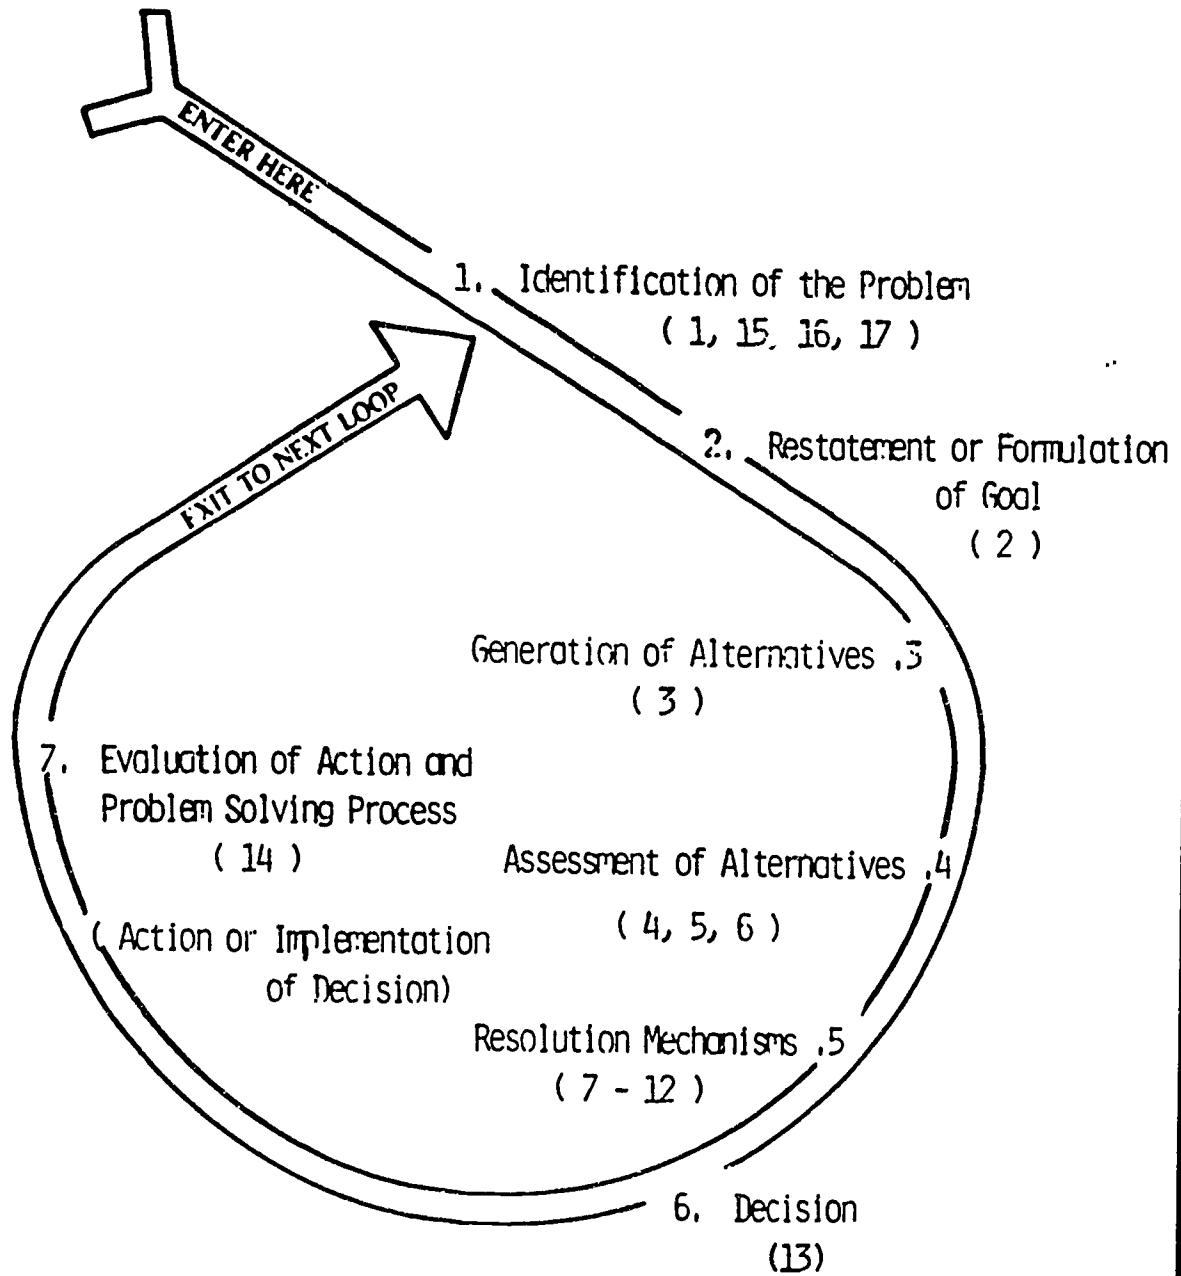 ENTER HERE
1. Identification of the Problem
( 1, 15, 16, 17 )
EXIT TO NEXT LOOP
2. Restatement or Formulation
of Goal
( 2 )
Generation of Alternatives .3
( 3 )
7. Evaluation of Action and
Problem Solving Process
( 14 )
Assessment of Alternatives .4
( 4, 5, 6 )
( Action or Implementation
of Decision)
Resolution Mechanisms .5
( 7 - 12 )
6. Decision
(13)